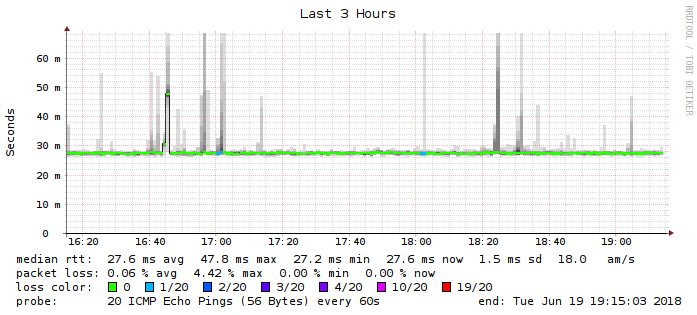 Last 3 Hours
RRDTOOL / TOBI OETIKER
Seconds
60 m
50 m
40 m
30 m
20 m
10 m
0
16:20 16:40 17:00 17:20 17:40 18:00 18:20 18:40 19:00
median rtt: 27.6 ms avg 47.8 ms max 27.2 ms min 27.6 ms now 1.5 ms sd 18.0 am/s
packet loss: 0.06 % avg 4.42 % max 0.00 % min 0.00 % now
loss color: 0 1/20 2/20 3/20 4/20 10/20 19/20
probe: 20 ICMP Echo Pings (56 Bytes) every 60s end: Tue Jun 19 19:15:03 2018